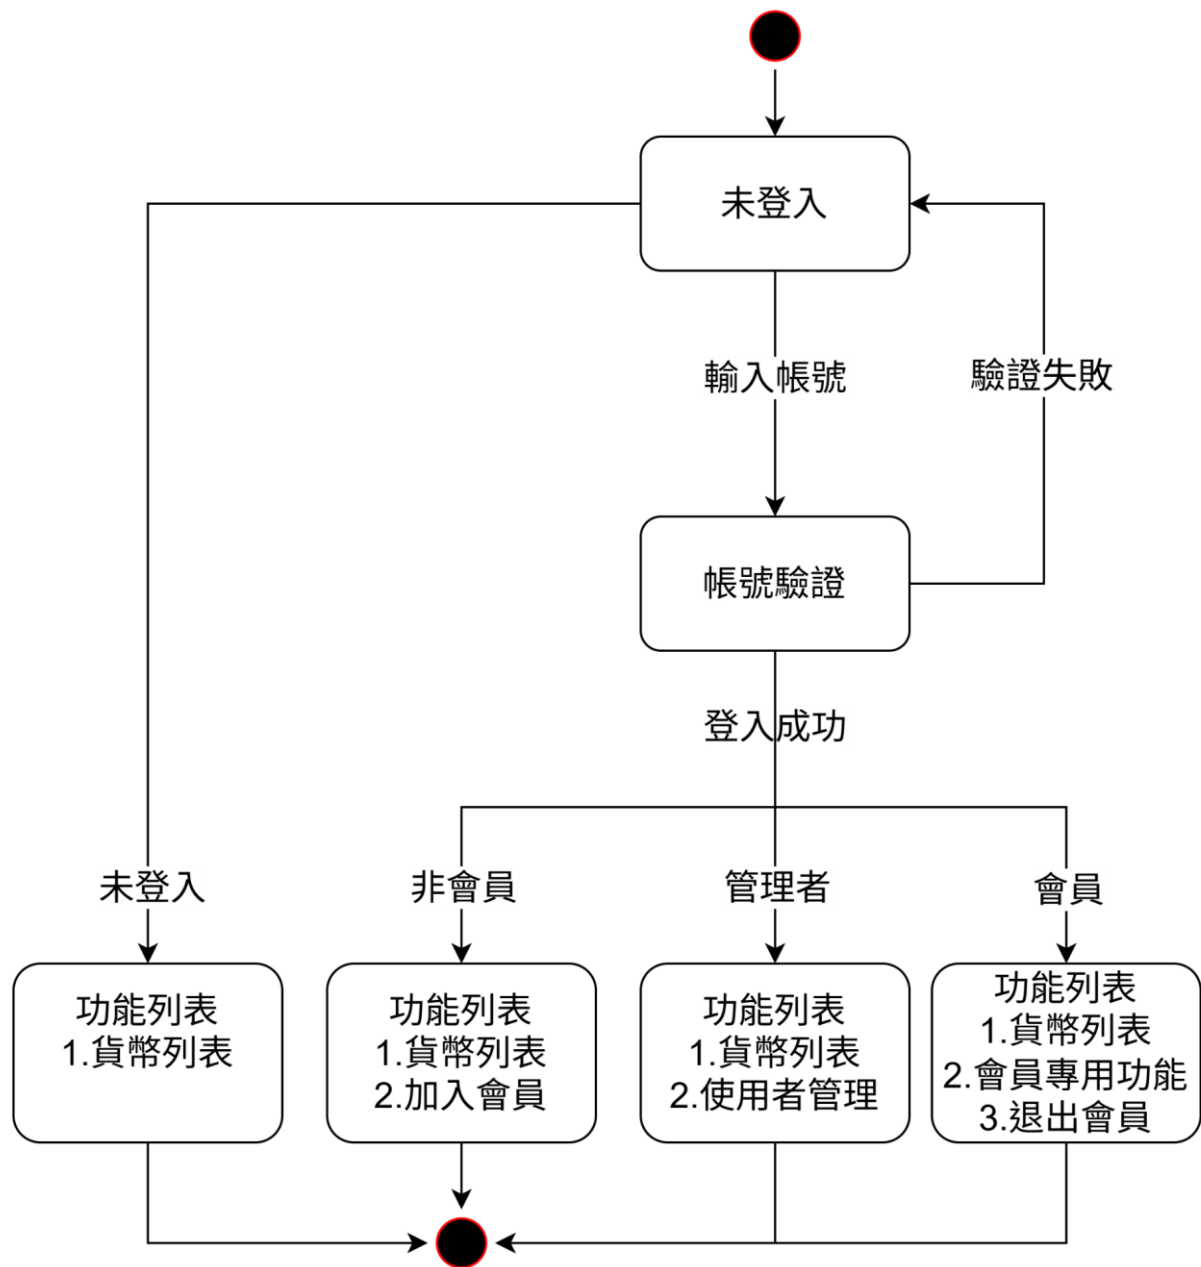 未登入
輸入帳號
驗證失敗
帳號驗證
登入成功
未登入
非會員
管理者
會員
功能列表
1.貨幣列表
功能列表
1.貨幣列表
2.加入會員
功能列表
1.貨幣列表
2.使用者管理
功能列表
1.貨幣列表
2.會員專用功能
3.退出會員